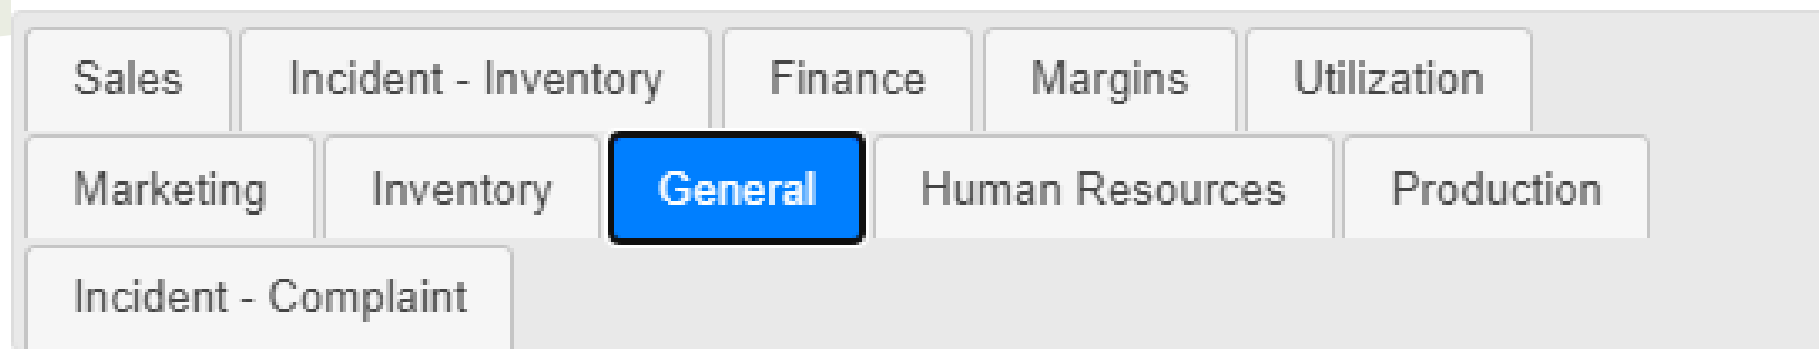 Sales Incident - Inventory Finance Margins Utilization
Marketing Inventory General Human Resources Production
Incident - Complaint